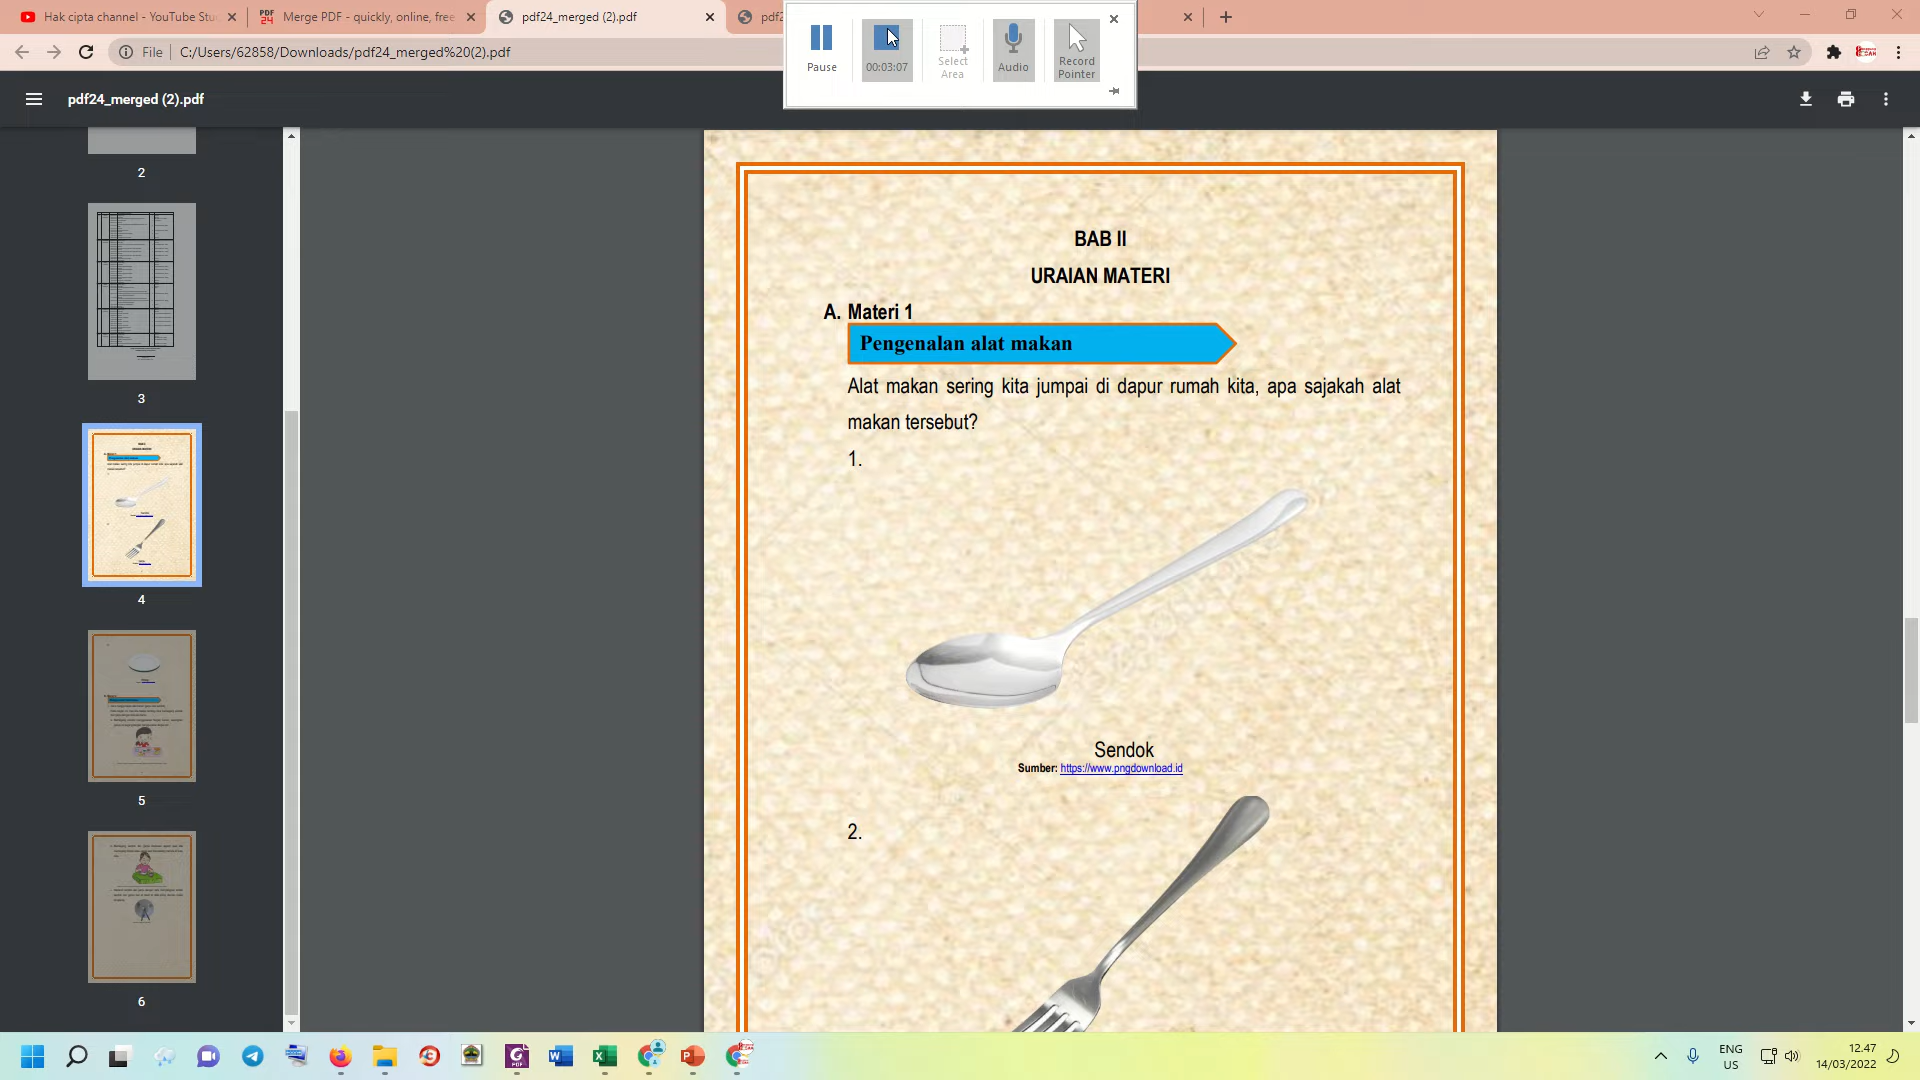 Hak cipta channel - YouTube Stu
Merge PDF - quickly, online, free
pdf24_merged (2).pdf
pdf2
File
C:/Users/62858/Downloads/pdf24_merged%20(2).pdf
Pause
00:03:07
Select
Area
Audio
Record
Pointer
pdf24_merged (2).pdf
2
3
4
5
6
BAB II
URAIAN MATERI
A. Materi 1
Pengenalan alat makan
Alat makan sering kita jumpai di dapur rumah kita, apa sajakah alat
makan tersebut?
1.
Sendok
Sumber: https://www.pngdownload.id
2.
ENG
US
12.47
14/03/2022